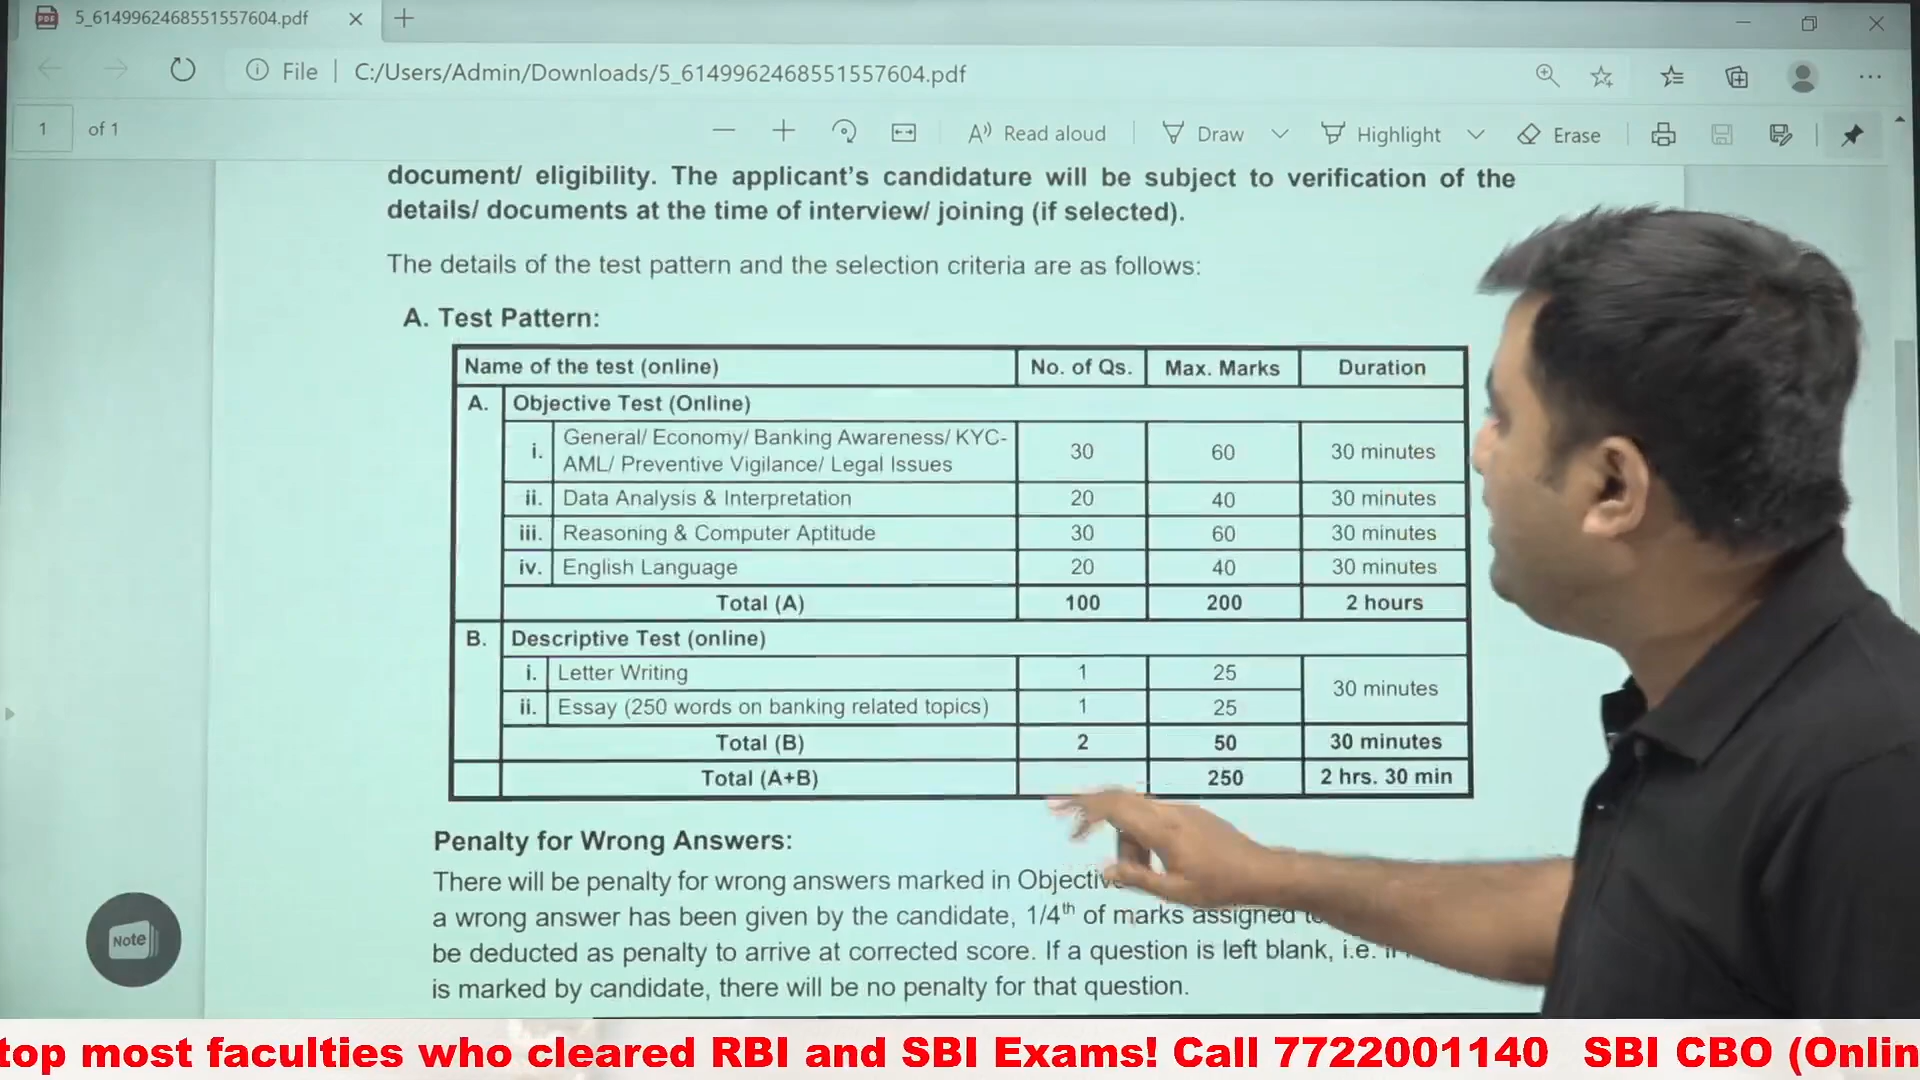 5_6149962468551557604.pdf
File
C:/Users/Admin/Downloads/5_6149962468551557604.pdf
1 of 1
Read aloud
Draw
Highlight
Erase
document/ eligibility. The applicant's candidature will be subject to verification of the
details/ documents at the time of interview/ joining (if selected).
The details of the test pattern and the selection criteria are as follows:
A. Test Pattern:
Name of the test (online) No. of Qs. Max. Marks Duration
A. Objective Test (Online)
i. General/ Economy/ Banking Awareness/ KYC-
AML/ Preventive Vigilance/ Legal Issues 30 60 30 minutes
ii. Data Analysis & Interpretation 20 40 30 minutes
iii. Reasoning & Computer Aptitude 30 60 30 minutes
iv. English Language 20 40 30 minutes
Total (A) 100 200 2 hours
B. Descriptive Test (online)
i. Letter Writing 1 25
30 minutes
ii. Essay (250 words on banking related topics) 1 25
Total (B) 2 50 30 minutes
Total (A+B) 250 2 hrs. 30 min
Penalty for Wrong Answers:
There will be penalty for wrong answers marked in Objective
a wrong answer has been given by the candidate, 1/4th of marks assigned
be deducted as penalty to arrive at corrected score. If a question is left blank, i.e.
is marked by candidate, there will be no penalty for that question.
Note
top most faculties who cleared RBI and SBI Exams! Call 7722001140 SBI CBO (Onlin